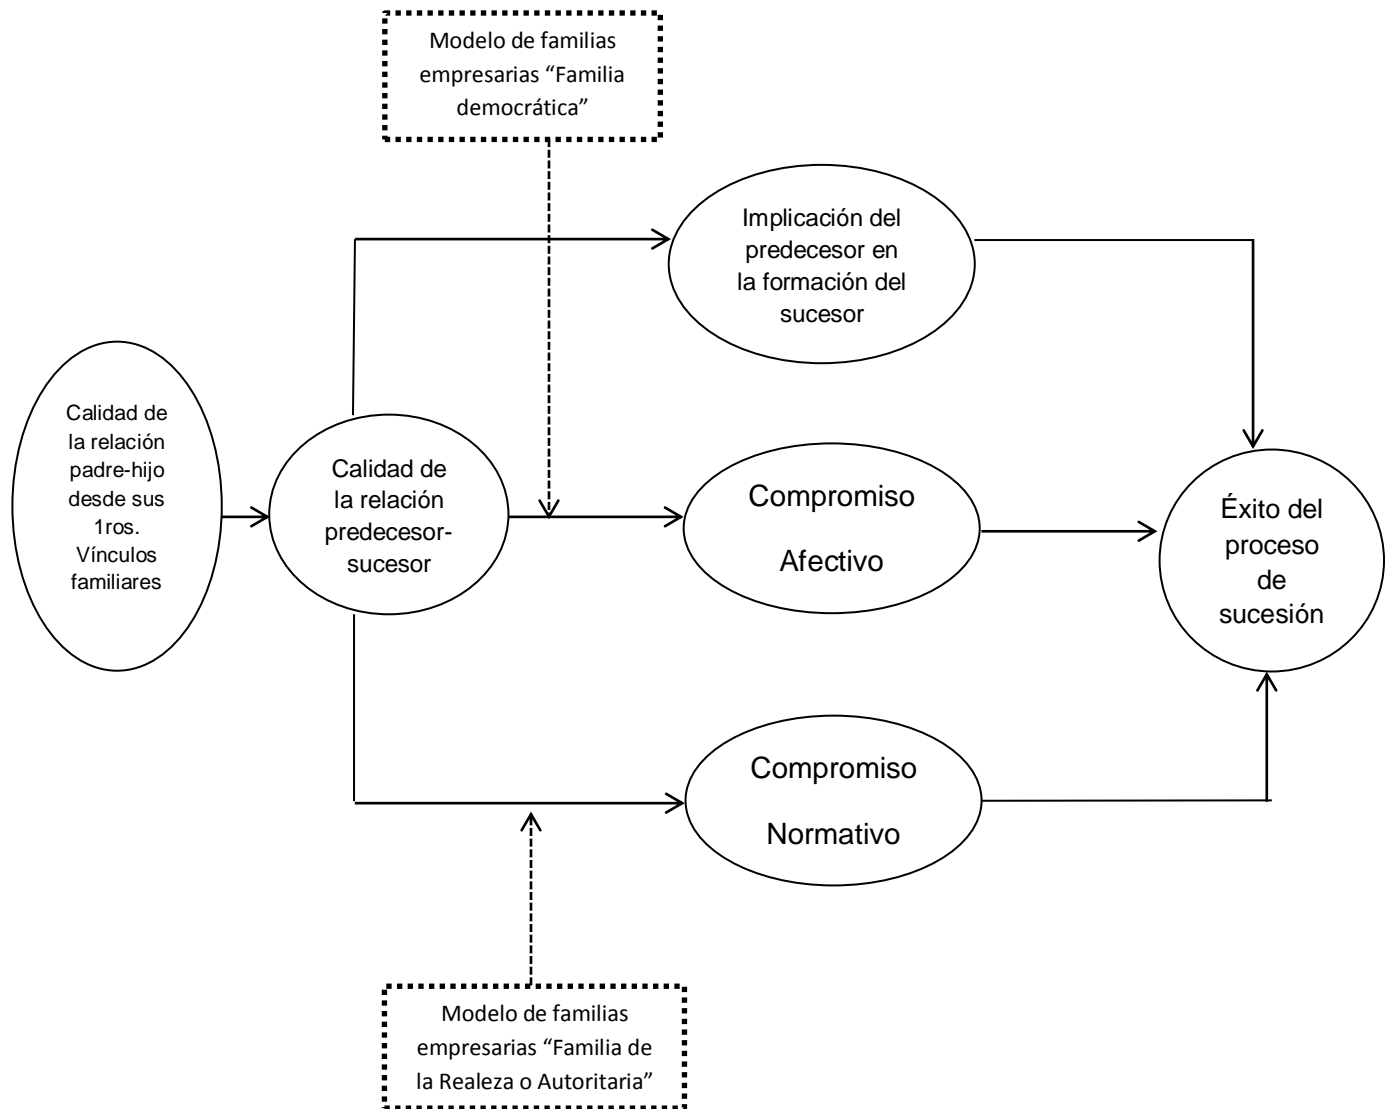 Modelo de familias
empresarias “Familia
democrática”
Implicación del
predecesor en
la formación del
sucesor
Calidad de
la relación
padre-hijo
desde sus
1ros.
Vínculos
familiares
Calidad de
la relación
predecesor-
sucesor
Compromiso
Afectivo
Éxito del
proceso
de
sucesión
Compromiso
Normativo
Modelo de familias
empresarias “Familia de
la Realeza o Autoritaria”